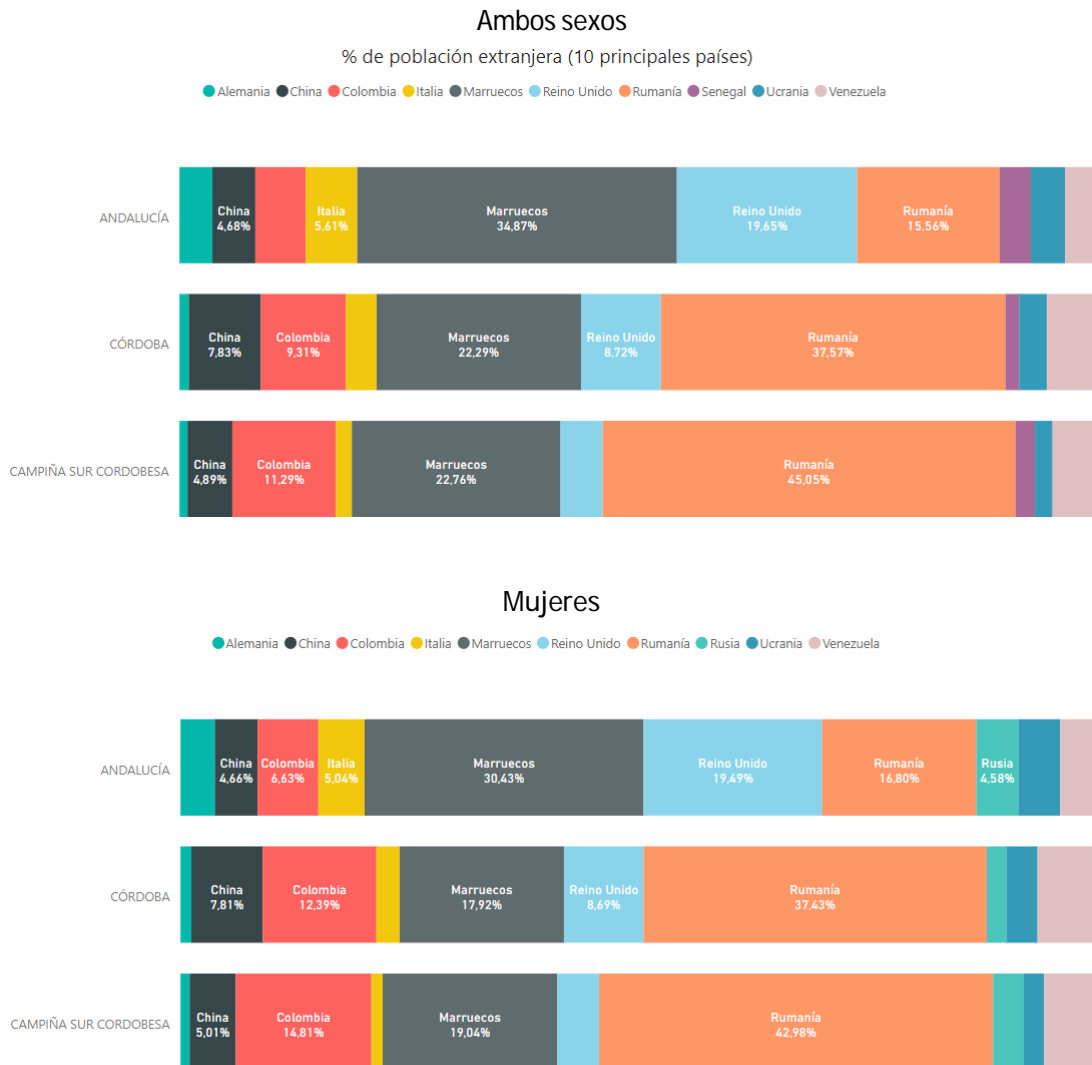 Ambos sexos
% de población extranjera (10 principales países)
Alemania China Colombia Italia Marruecos Reino Unido Rumanía Senegal Ucrania Venezuela
ANDALUCÍA
China
4,68%
Italia
5,61%
Marruecos
34,87%
Reino Unido
19,65%
Rumanía
15,56%
CÓRDOBA
China
7,83%
Colombia
9,31%
Marruecos
22,29%
Reino Unido
8,72%
Rumanía
37,57%
CAMPIÑA SUR CORDOBESA
China
4,89%
Colombia
11,29%
Marruecos
22,76%
Rumanía
45,05%
Mujeres
Alemania China Colombia Italia Marruecos Reino Unido Rumanía Rusia Ucrania Venezuela
ANDALUCÍA
China
4,66%
Colombia
6,63%
Italia
5,04%
Marruecos
30,43%
Reino Unido
19,49%
Rumanía
16,80%
Rusia
4,58%
CÓRDOBA
China
7,81%
Colombia
12,39%
Marruecos
17,92%
Reino Unido
8,69%
Rumanía
37,43%
CAMPIÑA SUR CORDOBESA
China
5,01%
Colombia
14,81%
Marruecos
19,04%
Rumanía
42,98%